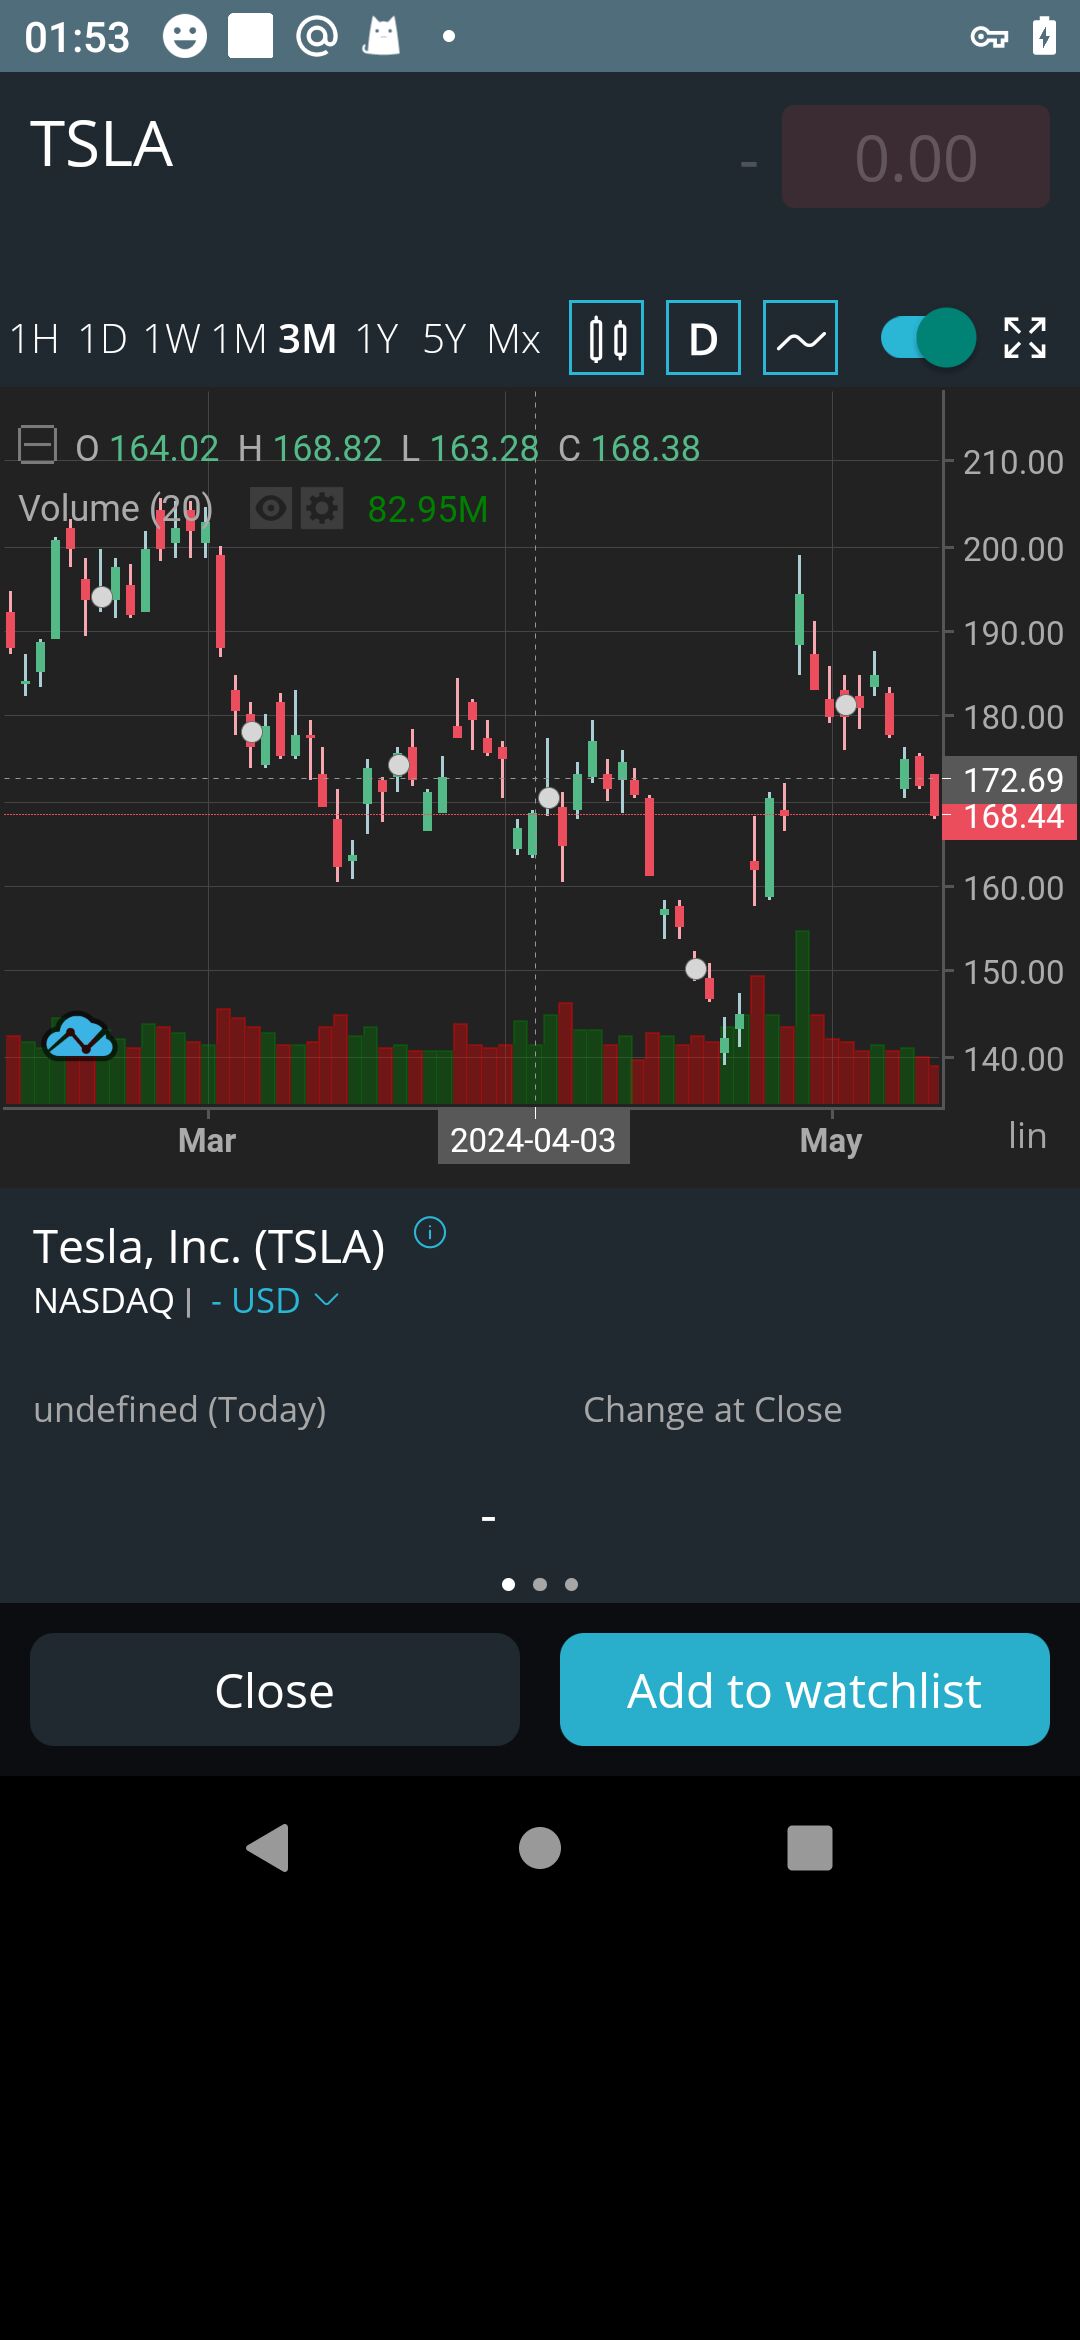 01:53
TSLA
- 0.00
1H 1D 1W 1M 3M 1Y 5Y Mx D
O 164.02 H 168.82 L 163.28 C 168.38
Volume (20) 82.95M
210.00
200.00
190.00
180.00
172.69
168.44
160.00
150.00
140.00
Mar 2024-04-03 May lin
Tesla, Inc. (TSLA)
NASDAQ | - USD
undefined (Today) Change at Close
-
Close Add to watchlist